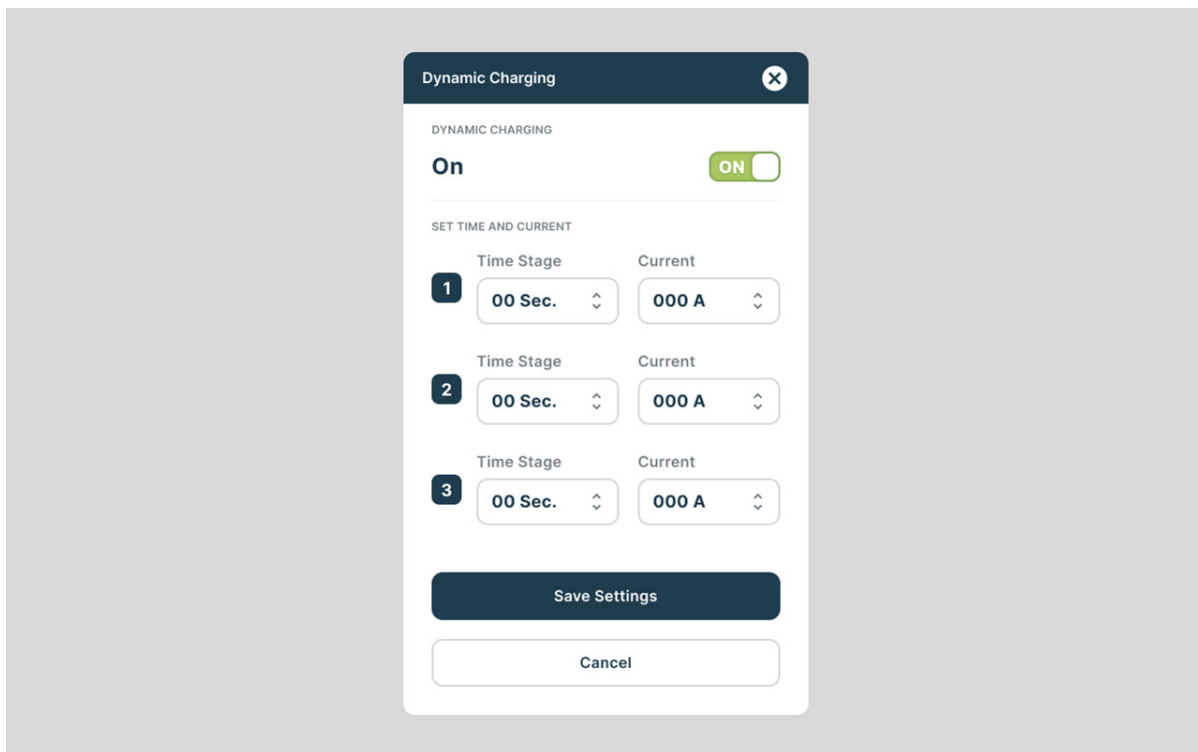 Dynamic Charging
DYNAMIC CHARGING
On
ON
SET TIME AND CURRENT
Time Stage Current
1 00 Sec. 000 A
Time Stage Current
2 00 Sec. 000 A
Time Stage Current
3 00 Sec. 000 A
Save Settings
Cancel